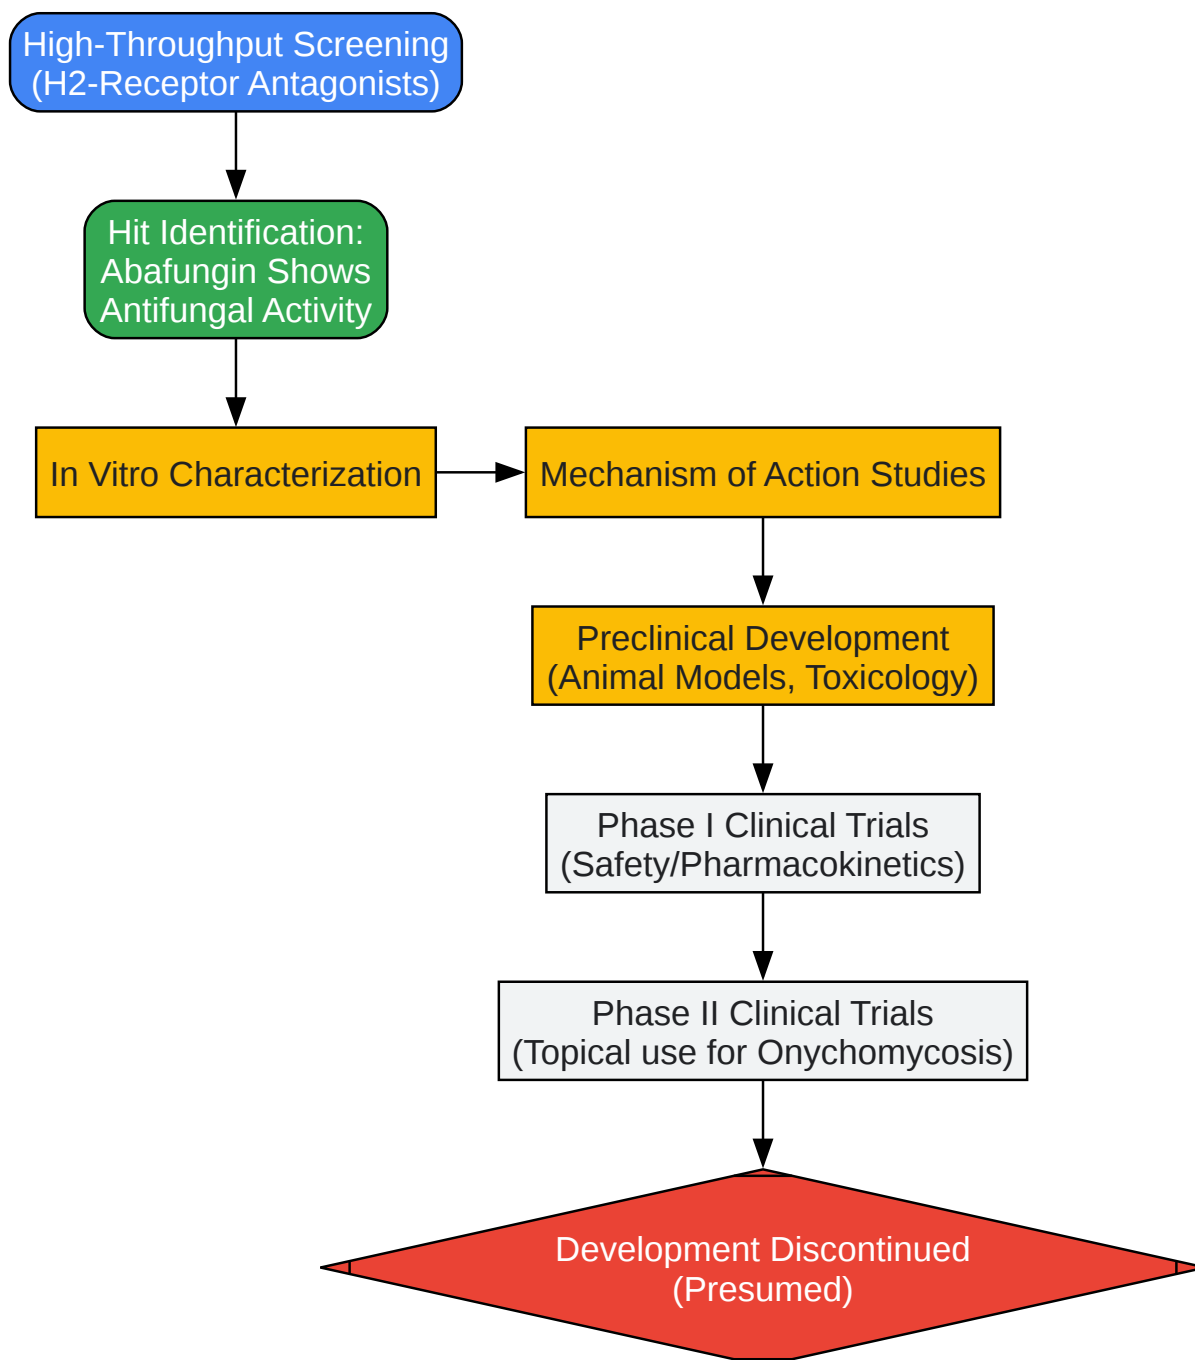 High-Throughput Screening
(H2-Receptor Antagonists)
Hit Identification:
Abafungin Shows
Antifungal Activity
In Vitro Characterization
Mechanism of Action Studies
Preclinical Development
(Animal Models, Toxicology)
Phase I Clinical Trials
(Safety/Pharmacokinetics)
Phase II Clinical Trials
(Topical use for Onychomycosis)
Development Discontinued
(Presumed)